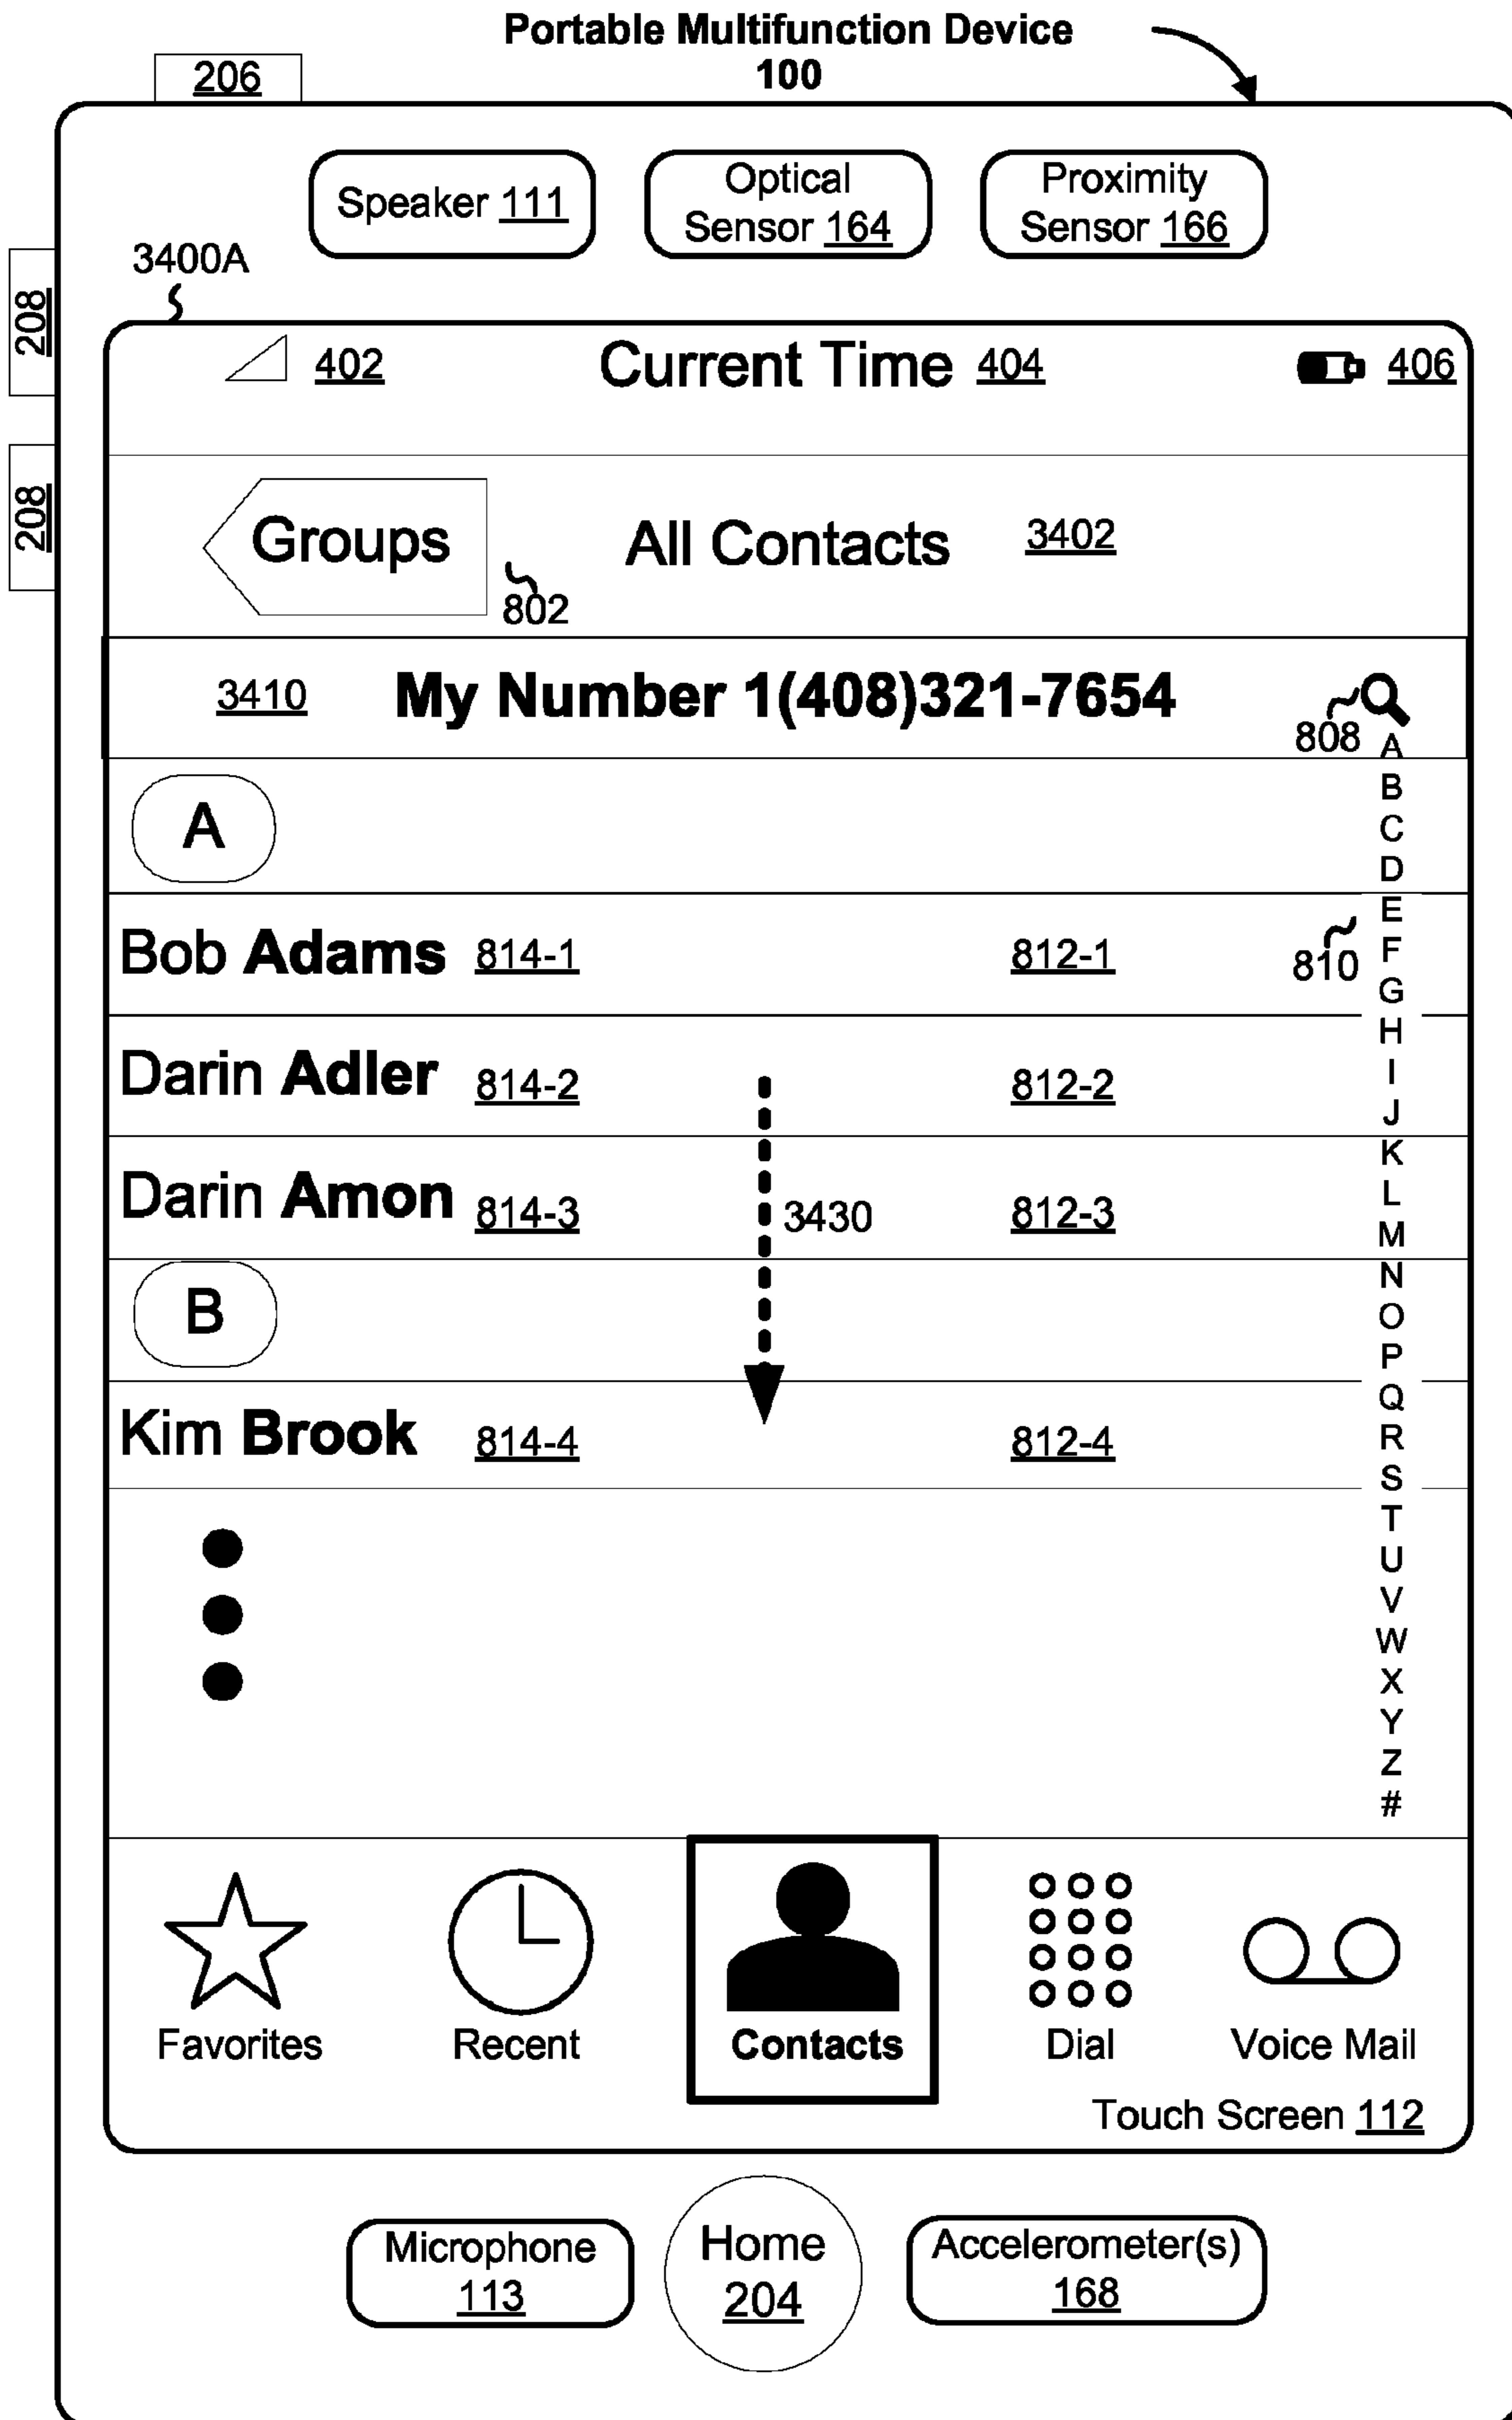 Portable Multifunction Device
100
206
Speaker 111
Optical
Sensor 164
Proximity
Sensor 166
3400A
208
208
402
Current Time 404
406
Groups
802
All Contacts 3402
3410
My Number 1(408)321-7654
808
A
B
C
D
E
F
G
H
I
J
K
L
M
N
O
P
Q
R
S
T
U
V
W
X
Y
Z
#
810
A
Bob Adams 814-1 812-1
Darin Adler 814-2 812-2
Darin Amon 814-3 3430 812-3
B
Kim Brook 814-4 812-4
Favorites
Recent
Contacts
Dial
Voice Mail
Touch Screen 112
Microphone
113
Home
204
Accelerometer(s)
168